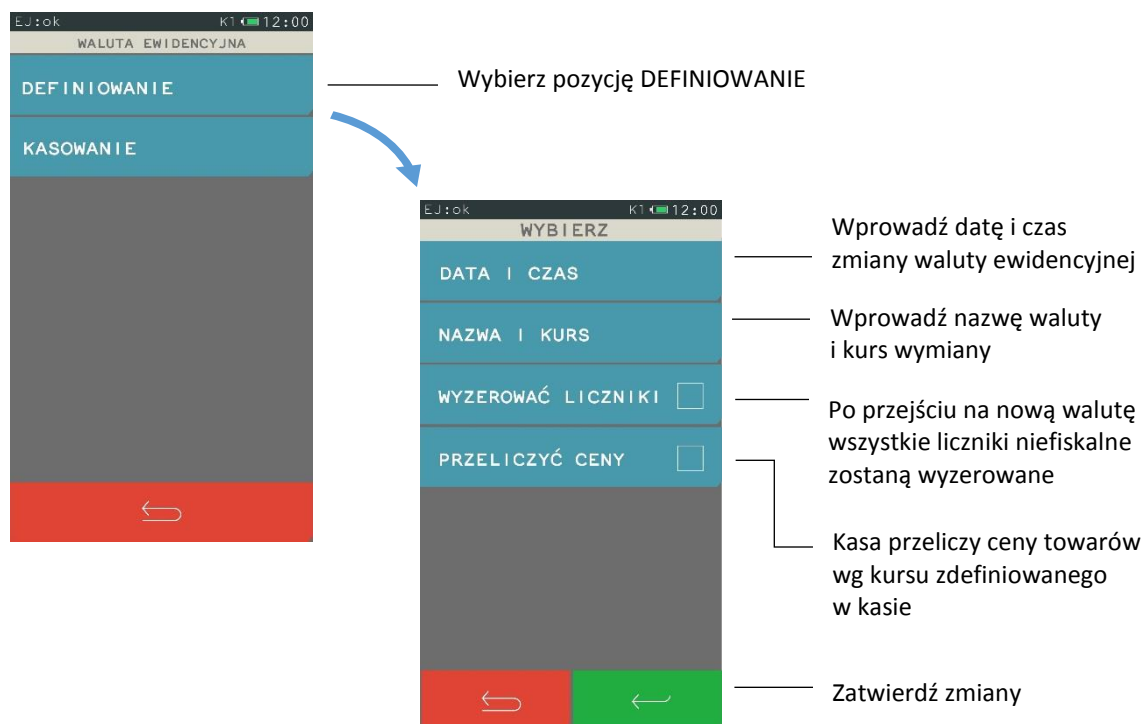 EJ:ok K1 12:00
WALUTA EWIDENCYJNA
DEFINIOWANIE
KASOWANIE
Wybierz pozycję DEFINIOWANIE
EJ:ok K1 12:00
WYBIERZ
DATA I CZAS
NAZWA I KURS
WYZEROWAĆ LICZNIKI
PRZELICZYĆ CENY
Wprowadź datę i czas
zmiany waluty ewidencyjnej
Wprowadź nazwę waluty
i kurs wymiany
Po przejściu na nową walutę
wszystkie liczniki niefiskalne
zostaną wyzerowane
Kasa przeliczy ceny towarów
wg kursu zdefiniowanego
w kasie
Zatwierdź zmiany